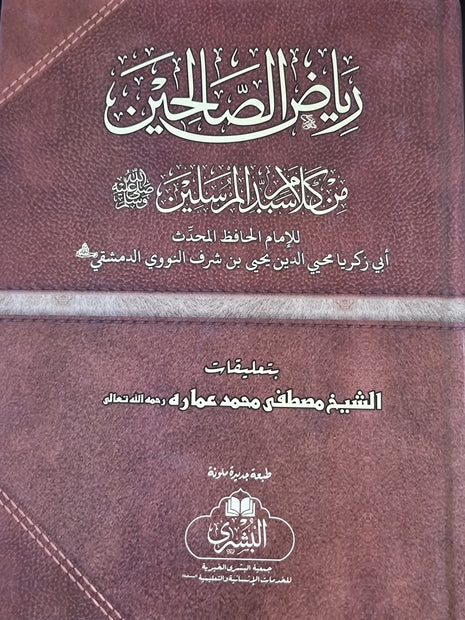 رياض الصالحين
من كلام سيد المرسلين ﷺ
للإمام الحافظ المحدِّث
أبي زكريا محيي الدين يحيى بن شرف النووي الدمشقي
بتعليقات
الشيخ مصطفى محمد عماره رحمه الله تعالى
طبعة جديدة ملونة
البشرى
جمعية البشرى الخيرية
للخدمات الإنسانية والتعليمية